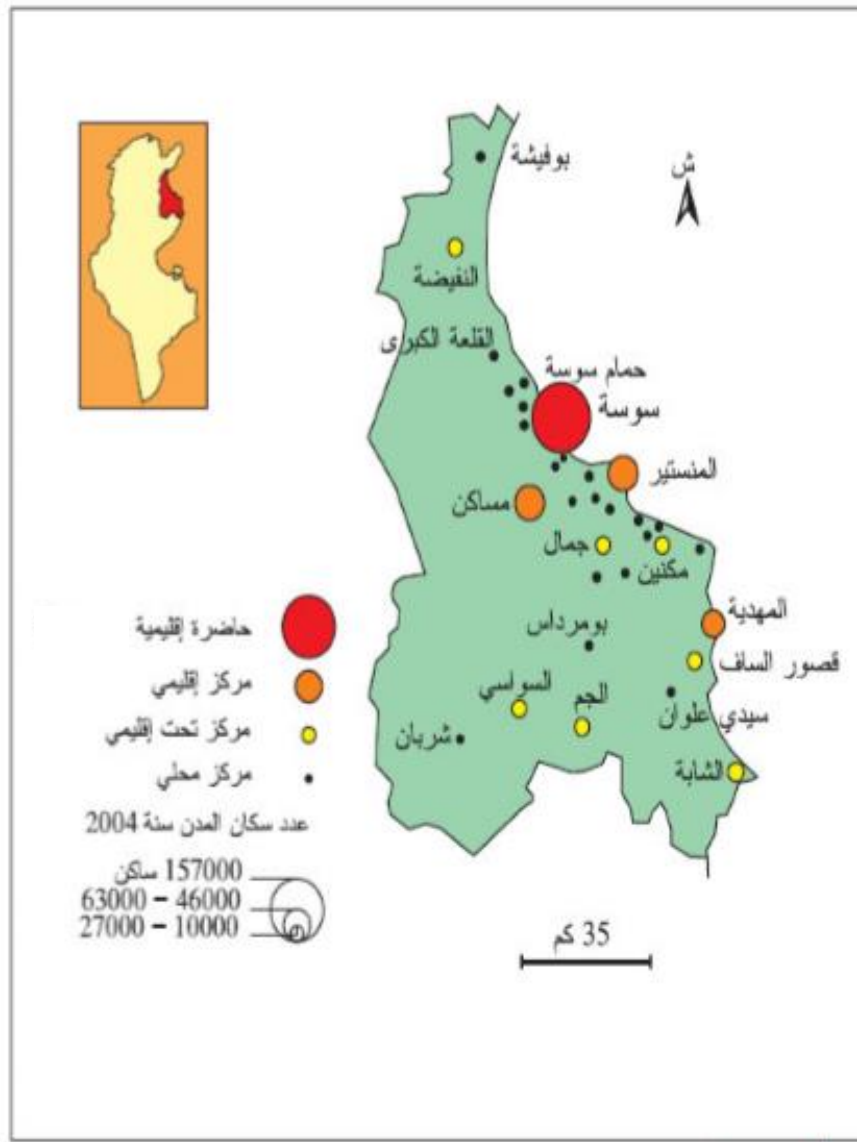 بوفيشة
ش
النفيضة
القلعة الكبرى
حمام سوسة
سوسة
المنستير
مساكن
جمال
مكنين
المهدية
بومرداس
قصور الساف
السواسي
الجم
سيدي علوان
شربان
الشابة
حاضرة إقليمية
مركز إقليمي
مركز تحت إقليمي
مركز محلي
عدد سكان المدن سنة 2004
157000 ساكن
46000 – 63000
10000 – 27000
35 كم